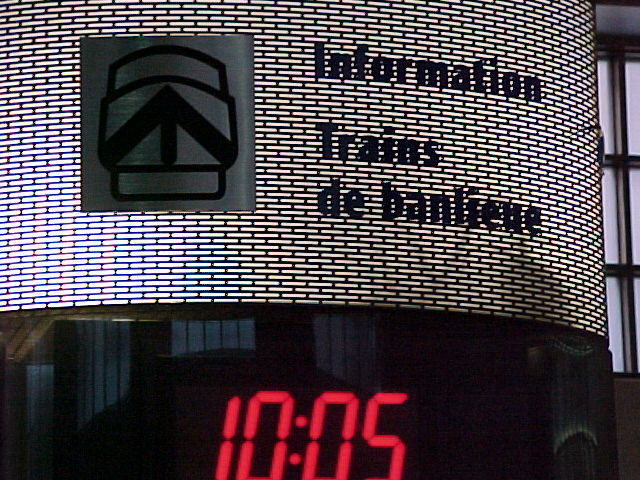 Information
Trains
de banlieue
10:05